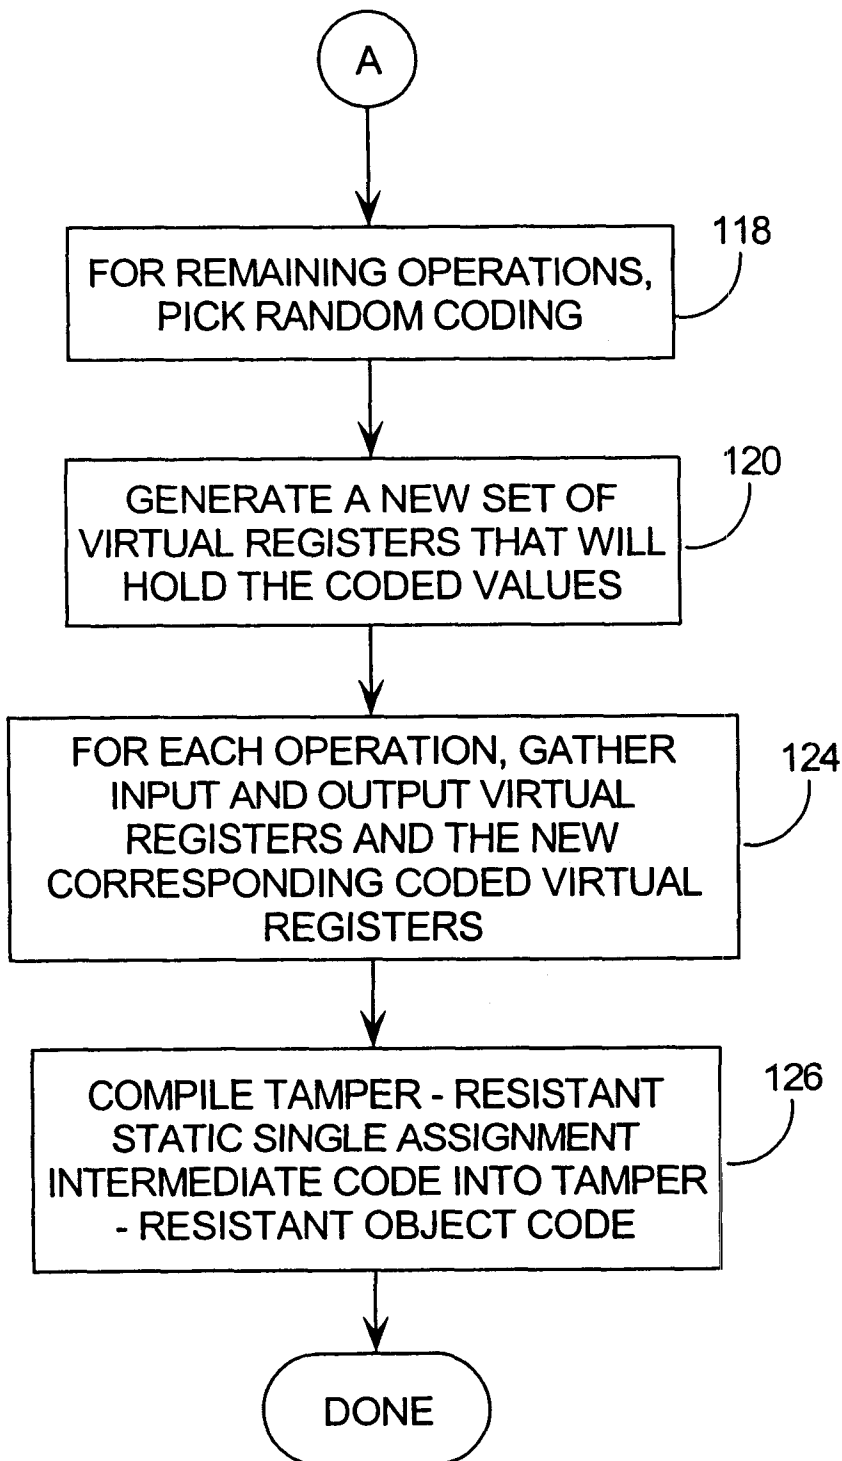 A
118
FOR REMAINING OPERATIONS,
PICK RANDOM CODING
120
GENERATE A NEW SET OF
VIRTUAL REGISTERS THAT WILL
HOLD THE CODED VALUES
124
FOR EACH OPERATION, GATHER
INPUT AND OUTPUT VIRTUAL
REGISTERS AND THE NEW
CORRESPONDING CODED VIRTUAL
REGISTERS
126
COMPILE TAMPER - RESISTANT
STATIC SINGLE ASSIGNMENT
INTERMEDIATE CODE INTO TAMPER
- RESISTANT OBJECT CODE
DONE